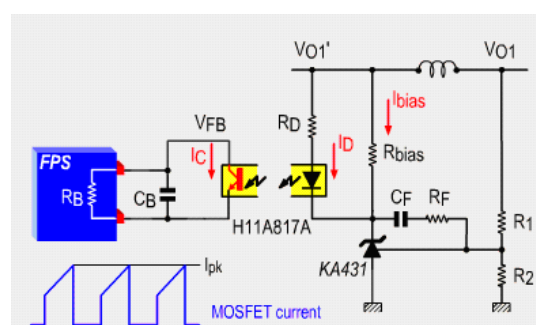 VO1' VO1
Ibias
RD
VFB
IC ID
Rbias
FPS
RB CB
CF RF
H11A817A
R1
KA431
R2
Ipk
MOSFET current